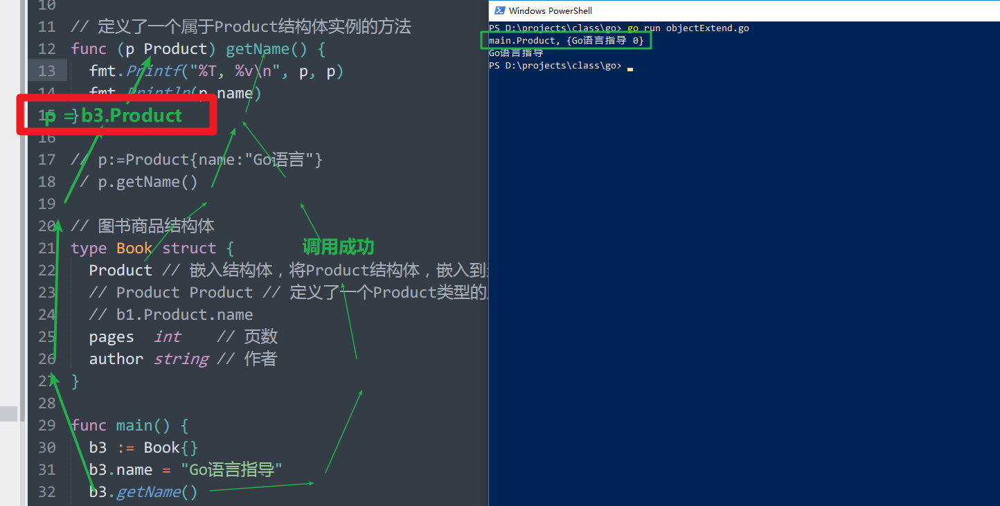 10
11 // 定义了一个属于Product结构体实例的方法
12 func (p Product) getName() {
13 fmt.Printf("%T, %v\n", p, p)
14 fmt.Println(p.name)
15 }
p = b3.Product
16
17 // p:=Product{name:"Go语言"}
18 // p.getName()
19
20 // 图书商品结构体
21 type Book struct {
调用成功
22 Product // 嵌入结构体，将Product结构体，嵌入到
23 // Product Product // 定义了一个Product类型的
24 // b1.Product.name
25 pages int // 页数
26 author string // 作者
27 }
28
29 func main() {
30 b3 := Book{}
31 b3.name = "Go语言指导"
32 b3.getName()
Windows PowerShell
PS D:\projects\class\go> go run objectExtend.go
main.Product, {Go语言指导 0}
Go语言指导
PS D:\projects\class\go>